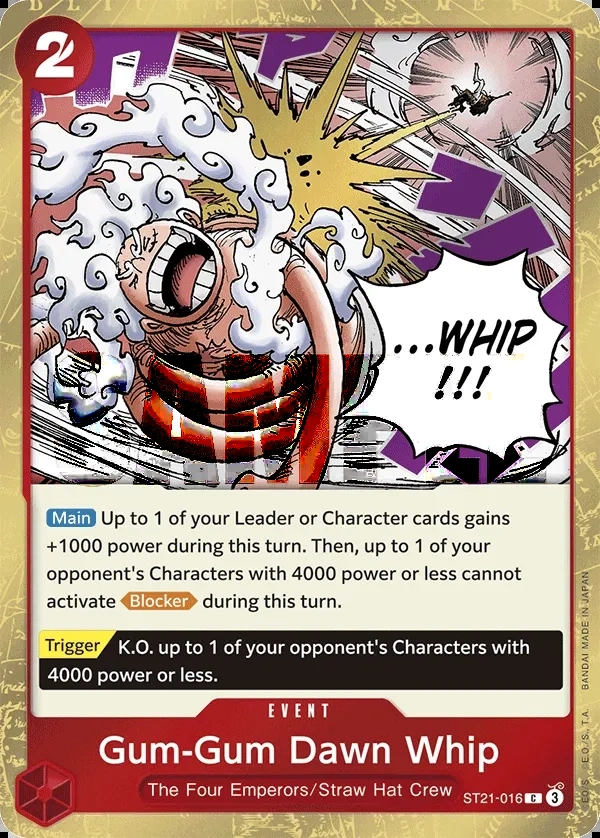 2
...WHIP
!!!
Main Up to 1 of your Leader or Character cards gains
+1000 power during this turn. Then, up to 1 of your
opponent's Characters with 4000 power or less cannot
activate Blocker during this turn.
Trigger K.O. up to 1 of your opponent's Characters with
4000 power or less.
EVENT
Gum-Gum Dawn Whip
The Four Emperors/Straw Hat Crew
ST21-016 C 3
BANDAI MADE IN JAPAN